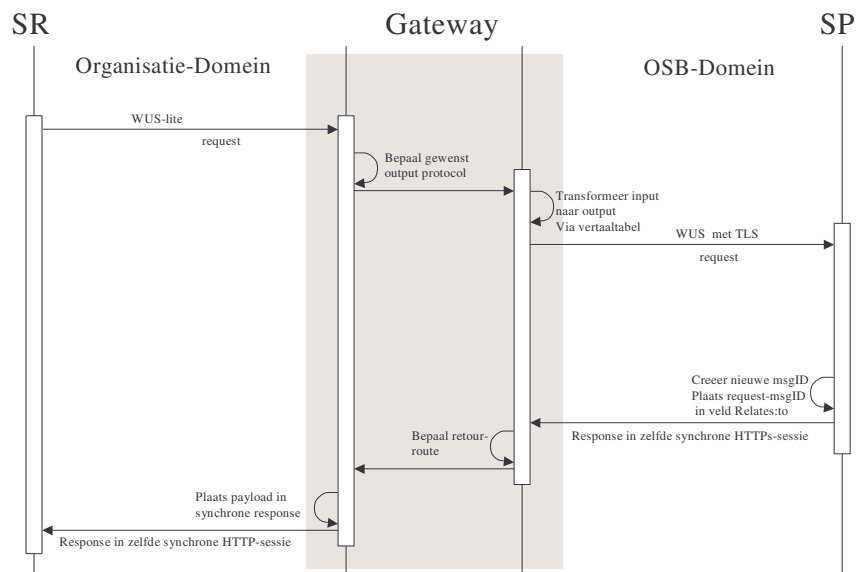 SR
Gateway
SP
Organisatie-Domein
OSB-Domein
WUS-lite
request
Bepaal gewenst
output protocol
Transformeer input
naar output
Via vertaaltabel
WUS met TLS
request
Creeer nieuwe msgID
Plaats request-msgID
in veld Relates:to
Response in zelfde synchrone HTTPs-sessie
Bepaal retour-
route
Plaats payload in
synchrone response
Response in zelfde synchrone HTTP-sessie